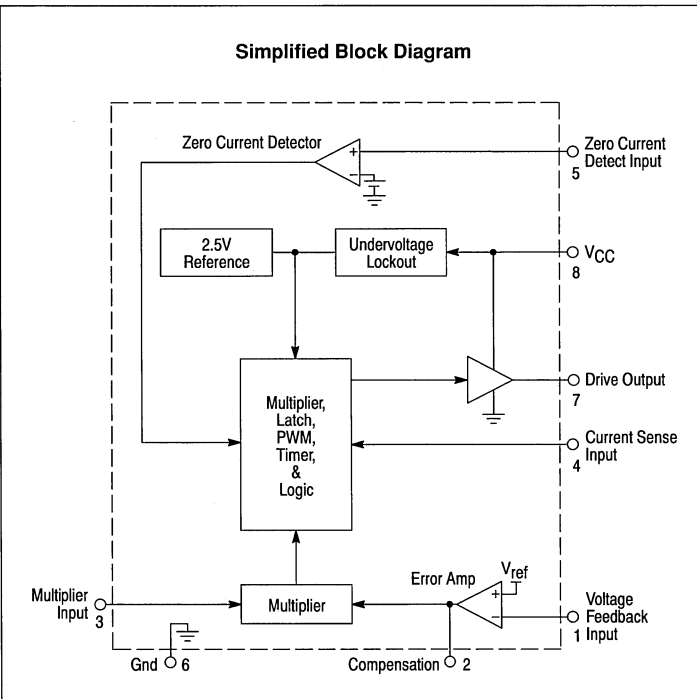 Simplified Block Diagram
Zero Current Detector
+
−
Zero Current
Detect Input
5
2.5V
Reference
Undervoltage
Lockout
VCC
8
Multiplier,
Latch,
PWM,
Timer,
&
Logic
Drive Output
7
Current Sense
Input
4
Error Amp
Vref
+
−
Multiplier
Input
3
Multiplier
Voltage
Feedback
Input
1
Gnd
6
Compensation
2